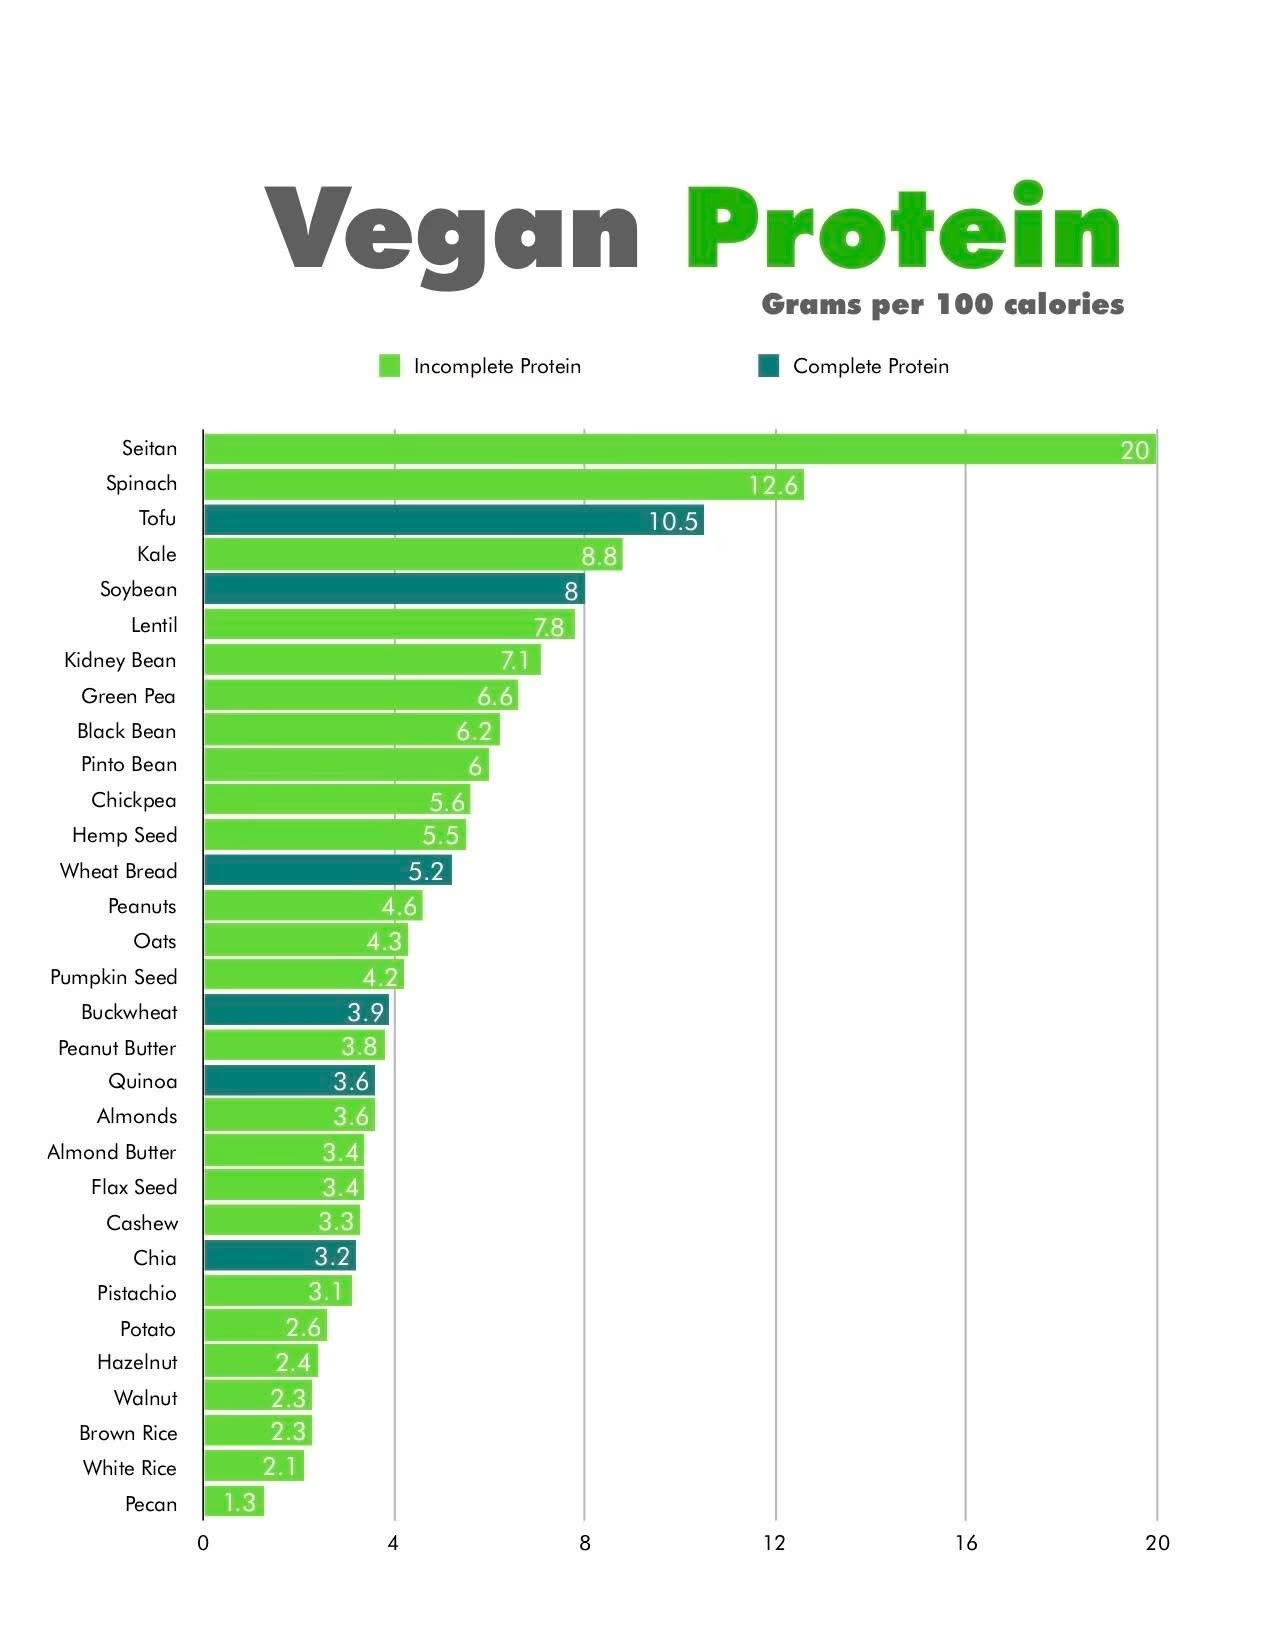 Vegan Protein
Grams per 100 calories
Incomplete Protein Complete Protein
Seitan 20
Spinach 12.6
Tofu 10.5
Kale 8.8
Soybean 8
Lentil 7.8
Kidney Bean 7.1
Green Pea 6.6
Black Bean 6.2
Pinto Bean 6
Chickpea 5.6
Hemp Seed 5.5
Wheat Bread 5.2
Peanuts 4.6
Oats 4.3
Pumpkin Seed 4.2
Buckwheat 3.9
Peanut Butter 3.8
Quinoa 3.6
Almonds 3.6
Almond Butter 3.4
Flax Seed 3.4
Cashew 3.3
Chia 3.2
Pistachio 3.1
Potato 2.6
Hazelnut 2.4
Walnut 2.3
Brown Rice 2.3
White Rice 2.1
Pecan 1.3
0 4 8 12 16 20